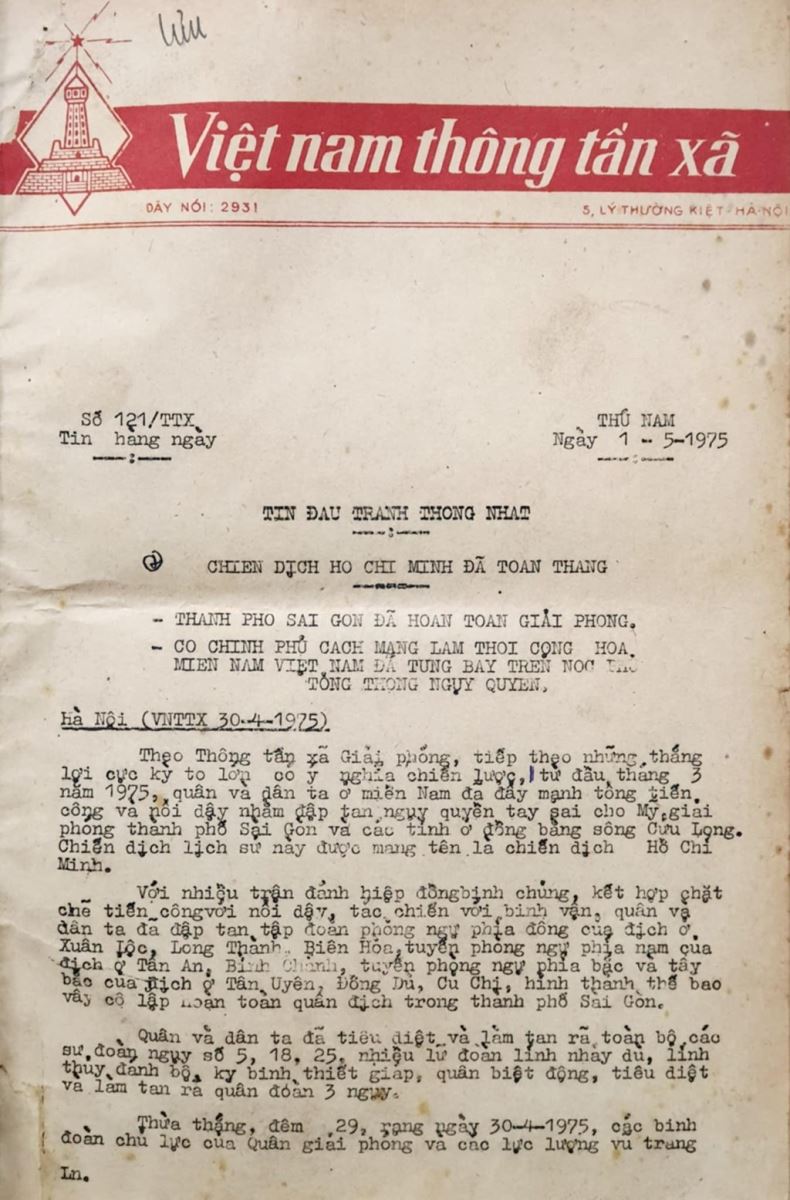 lưu
Việt nam thông tấn xã
DÂY NÓI: 2931
5, LÝ THƯỜNG KIỆT-HÀ-NỘI
Số 121/TTX
THỨ NAM
Tin hàng ngày
Ngày 1 - 5-1975
TIN ĐAU TRANH THONG NHAT
CHIEN DỊCH HO CHI MINH ĐÃ TOAN THANG
- THANH PHO SAI GON ĐÃ HOAN TOAN GIẢI PHONG.
- CO CHINH PHỦ CACH MẠNG LAM THOI CỌNG HOA
MIEN NAM VIỆT NAM ĐÃ TUNG BAY TREN NOC
TỔNG THỌNG NGỤY QUYEN.
Hà Nội (VNTTX 30-4-1975)
Theo Thông tấn xã Giải phóng, tiếp theo những thắng
lợi cực kỳ to lớn có ý nghĩa chiến lược, từ đầu tháng 3
năm 1975, quân và dân ta ở miền Nam đã đẩy mạnh tổng tiến
công và nổi dậy nhằm đập tan ngụy quyền tay sai cho Mỹ, giải
phóng thành phố Sài Gòn và các tỉnh ở đồng bằng sông Cửu Long.
Chiến dịch lịch sử này được mang tên là chiến dịch Hồ Chí
Minh.
Với nhiều trận đánh hiệp đồngbinh chủng, kết hợp chặt
chẽ tiến côngvới nổi dậy, tác chiến với binh vận, quân và
dân ta đã đập tan tập đoàn phòng ngự phía đông của địch ở
Xuân Lộc, Long Thành, Biên Hòa, tuyến phòng ngự phía nam của
địch ở Tân An, Bình Chánh, tuyến phòng ngự phía bắc và tây
bắc của địch ở Tân Uyên, Đồng Dù, Củ Chi, hình thành thế bao
vây cô lập hoàn toàn quân địch trong thành phố Sài Gòn.
Quân và dân ta đã tiêu diệt và làm tan rã toàn bộ các
sư đoàn ngụy số 5, 18, 25, nhiều lữ đoàn lính nhảy dù, lính
thủy đánh bộ, kỵ binh thiết giáp, quân biệt động, tiêu diệt
và làm tan rã quân đoàn 3 ngụy.
Thừa thắng, đêm 29, rạng ngày 30-4-1975, các binh
đoàn chủ lực của Quân giải phóng và các lực lượng vũ trang
Ln.